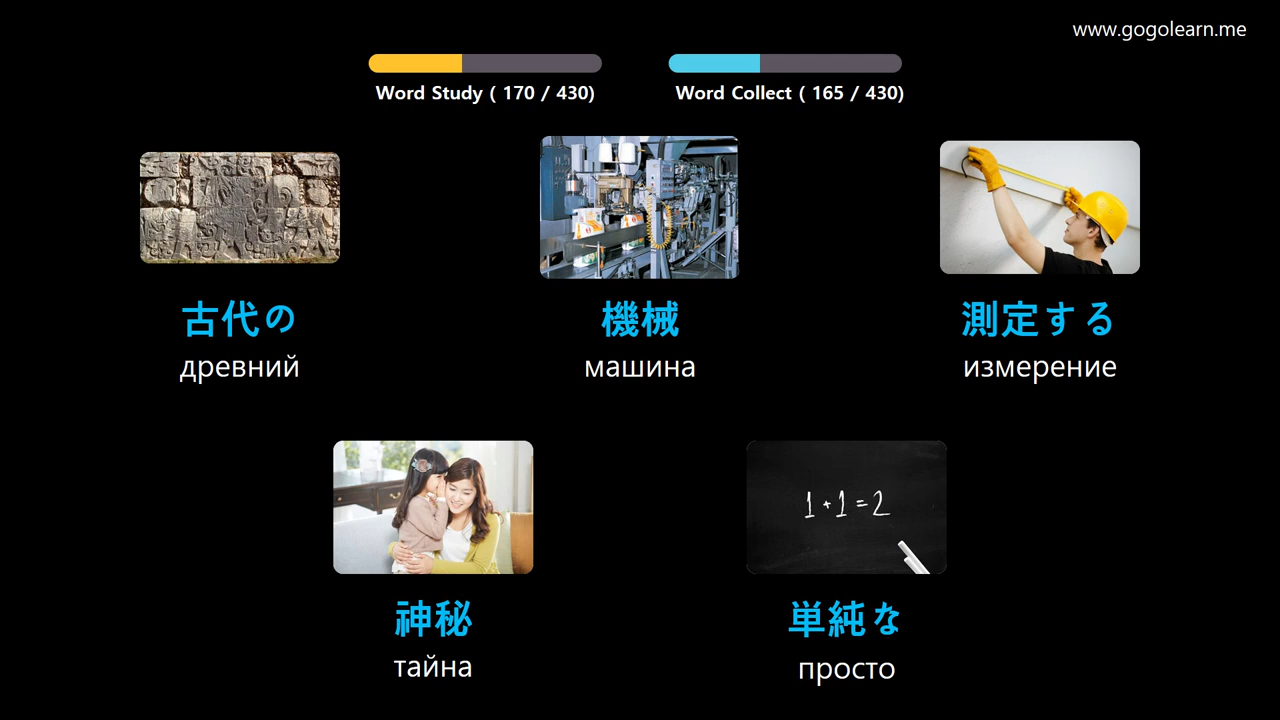 www.gogolearn.me
Word Study ( 170 / 430)
Word Collect ( 165 / 430)
古代の
древний
機械
машина
測定する
измерение
1+1=2
神秘
тайна
単純な
просто